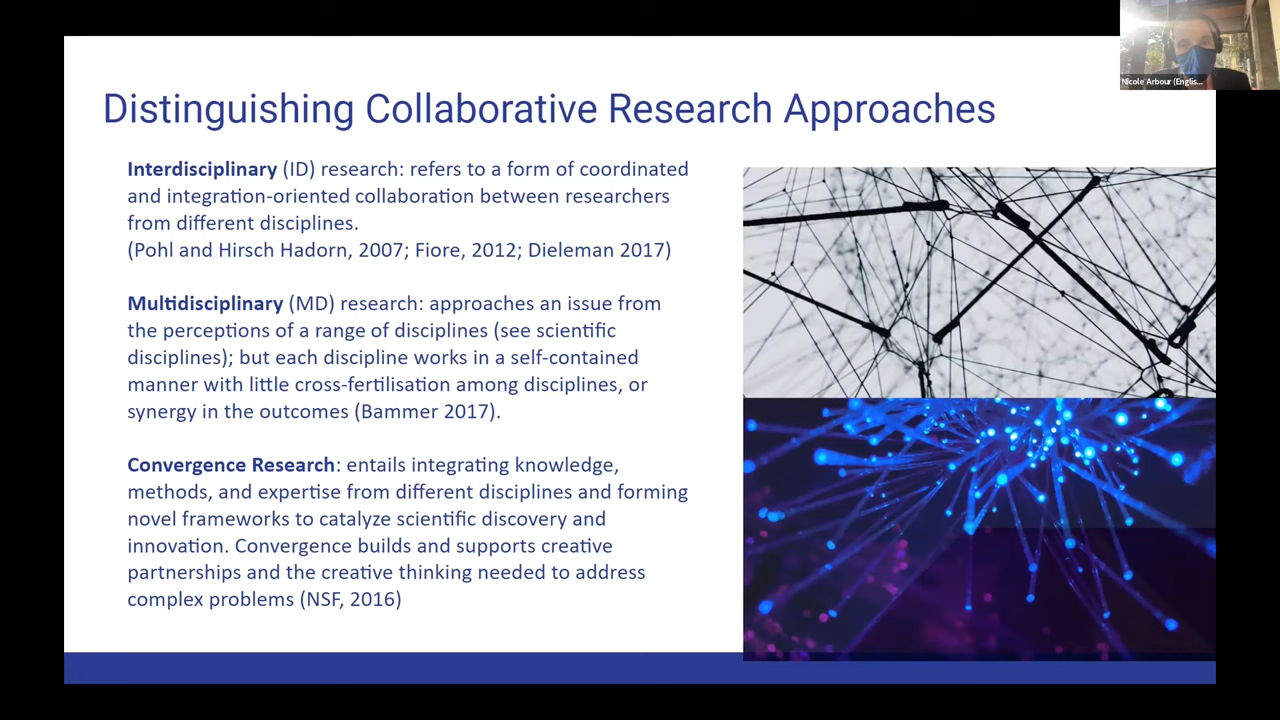 Distinguishing Collaborative Research Approaches
Nicole Arbour (Englis...
Interdisciplinary (ID) research: refers to a form of coordinated
and integration-oriented collaboration between researchers
from different disciplines.
(Pohl and Hirsch Hadorn, 2007; Fiore, 2012; Dieleman 2017)
Multidisciplinary (MD) research: approaches an issue from
the perceptions of a range of disciplines (see scientific
disciplines); but each discipline works in a self-contained
manner with little cross-fertilisation among disciplines, or
synergy in the outcomes (Bammer 2017).
Convergence Research: entails integrating knowledge,
methods, and expertise from different disciplines and forming
novel frameworks to catalyze scientific discovery and
innovation. Convergence builds and supports creative
partnerships and the creative thinking needed to address
complex problems (NSF, 2016)